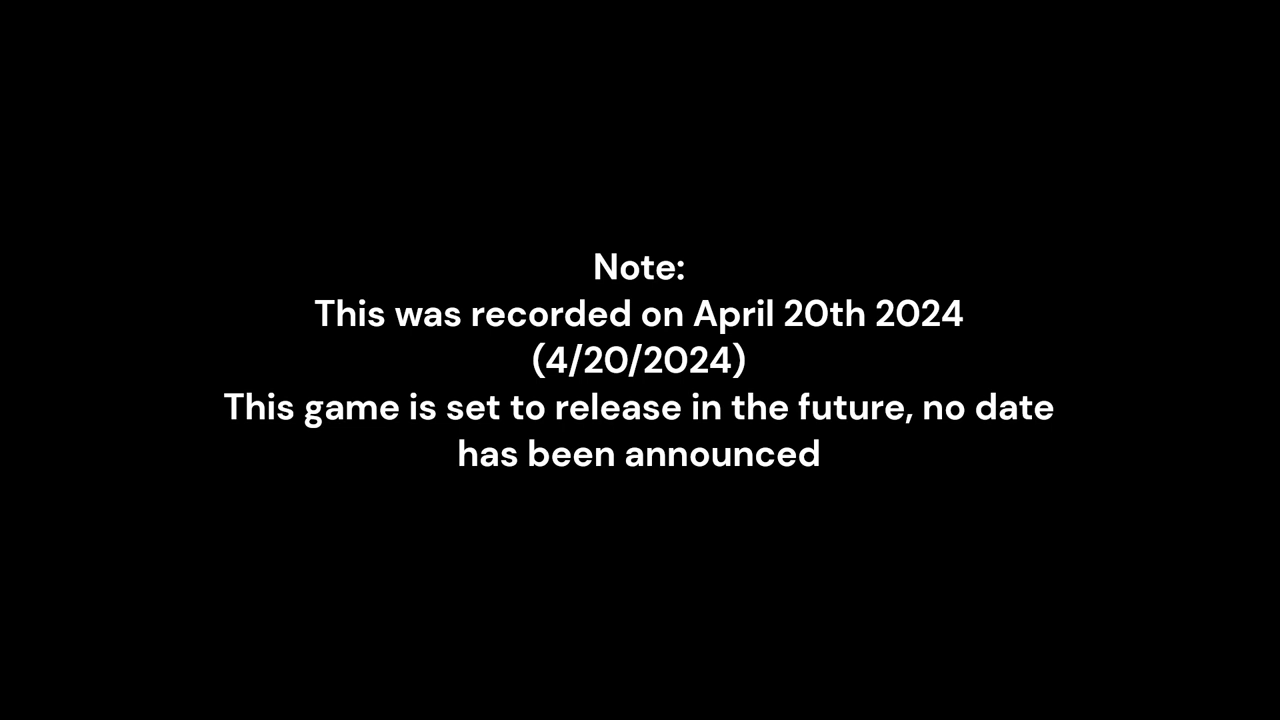 Note:
This was recorded on April 20th 2024
(4/20/2024)
This game is set to release in the future, no date
has been announced